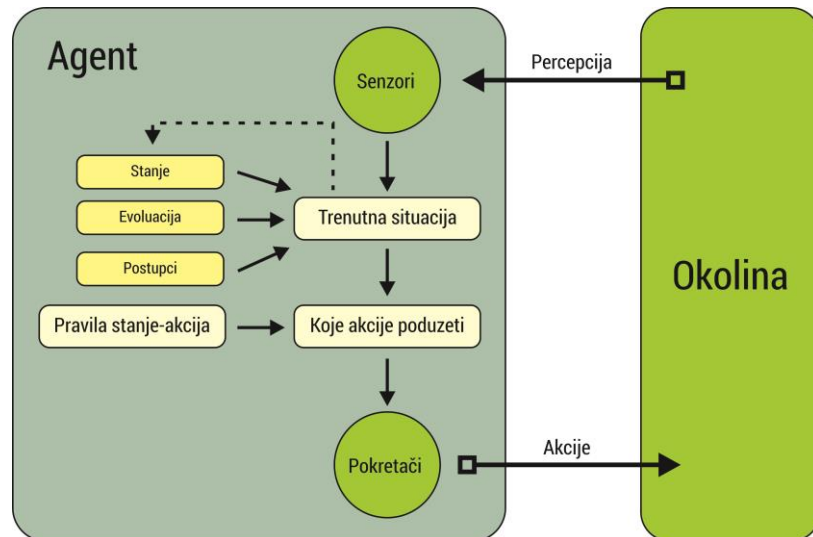 Agent
Senzori
Percepcija
Stanje
Evoluacija
Trenutna situacija
Postupci
Okolina
Pravila stanje-akcija
Koje akcije poduzeti
Pokretači
Akcije